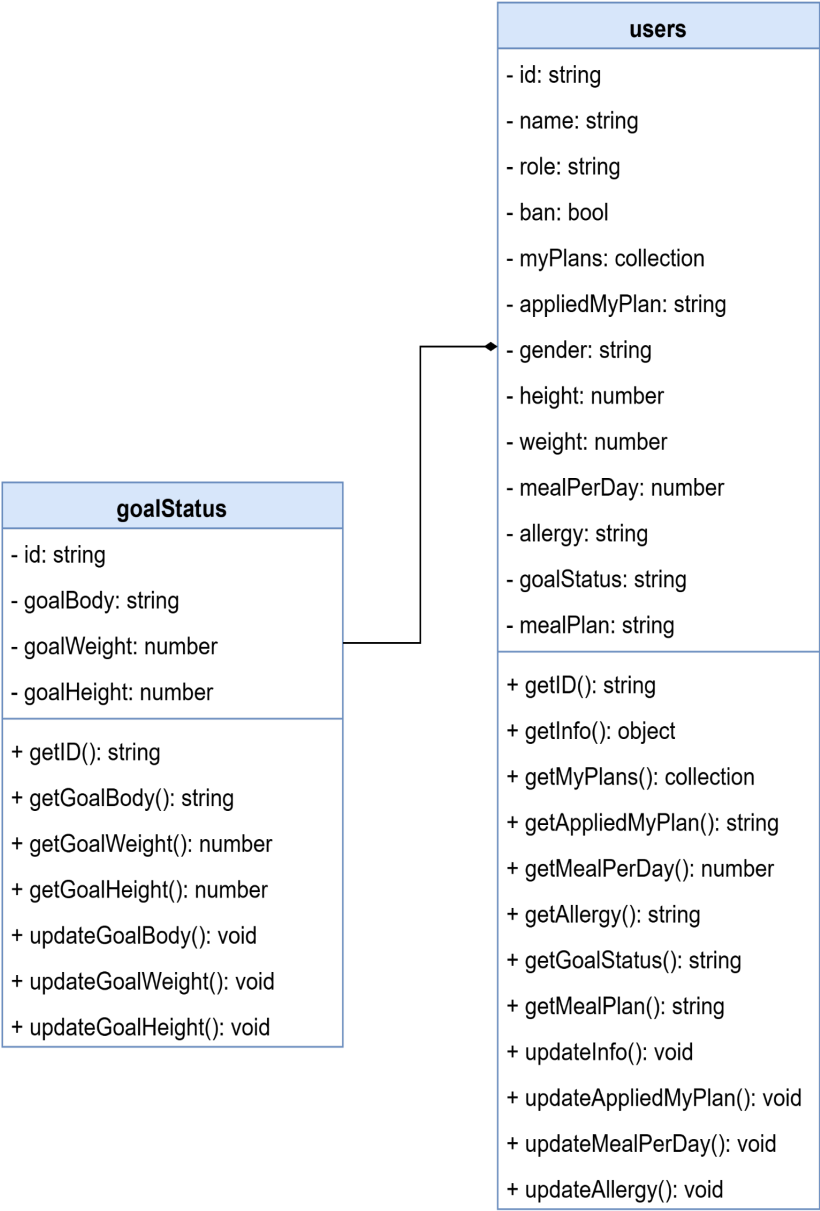 users
- id: string
- name: string
- role: string
- ban: bool
- myPlans: collection
- appliedMyPlan: string
- gender: string
- height: number
- weight: number
- mealPerDay: number
- allergy: string
- goalStatus: string
- mealPlan: string
+ getID(): string
+ getInfo(): object
+ getMyPlans(): collection
+ getAppliedMyPlan(): string
+ getMealPerDay(): number
+ getAllergy(): string
+ getGoalStatus(): string
+ getMealPlan(): string
+ updateInfo(): void
+ updateAppliedMyPlan(): void
+ updateMealPerDay(): void
+ updateAllergy(): void
goalStatus
- id: string
- goalBody: string
- goalWeight: number
- goalHeight: number
+ getID(): string
+ getGoalBody(): string
+ getGoalWeight(): number
+ getGoalHeight(): number
+ updateGoalBody(): void
+ updateGoalWeight(): void
+ updateGoalHeight(): void